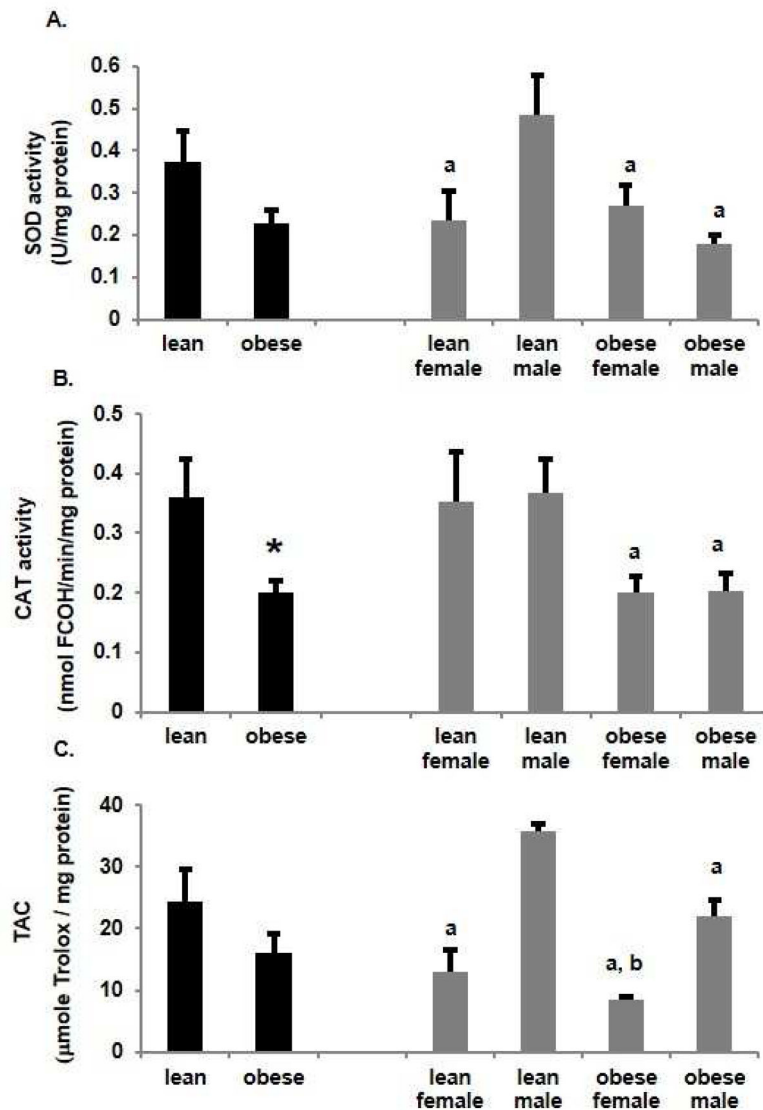 A.
SOD activity
(U/mg protein)
0.6
0.5
0.4
0.3
0.2
0.1
0
a
a
a
lean
obese
lean
female
lean
male
obese
female
obese
male
B.
CAT activity
(nmol FCOH/min/mg protein)
0.5
0.4
0.3
0.2
0.1
0
*
a
a
lean
obese
lean
female
lean
male
obese
female
obese
male
C.
TAC
(μmole Trolox / mg protein)
40
30
20
10
0
a
a, b
a
lean
obese
lean
female
lean
male
obese
female
obese
male